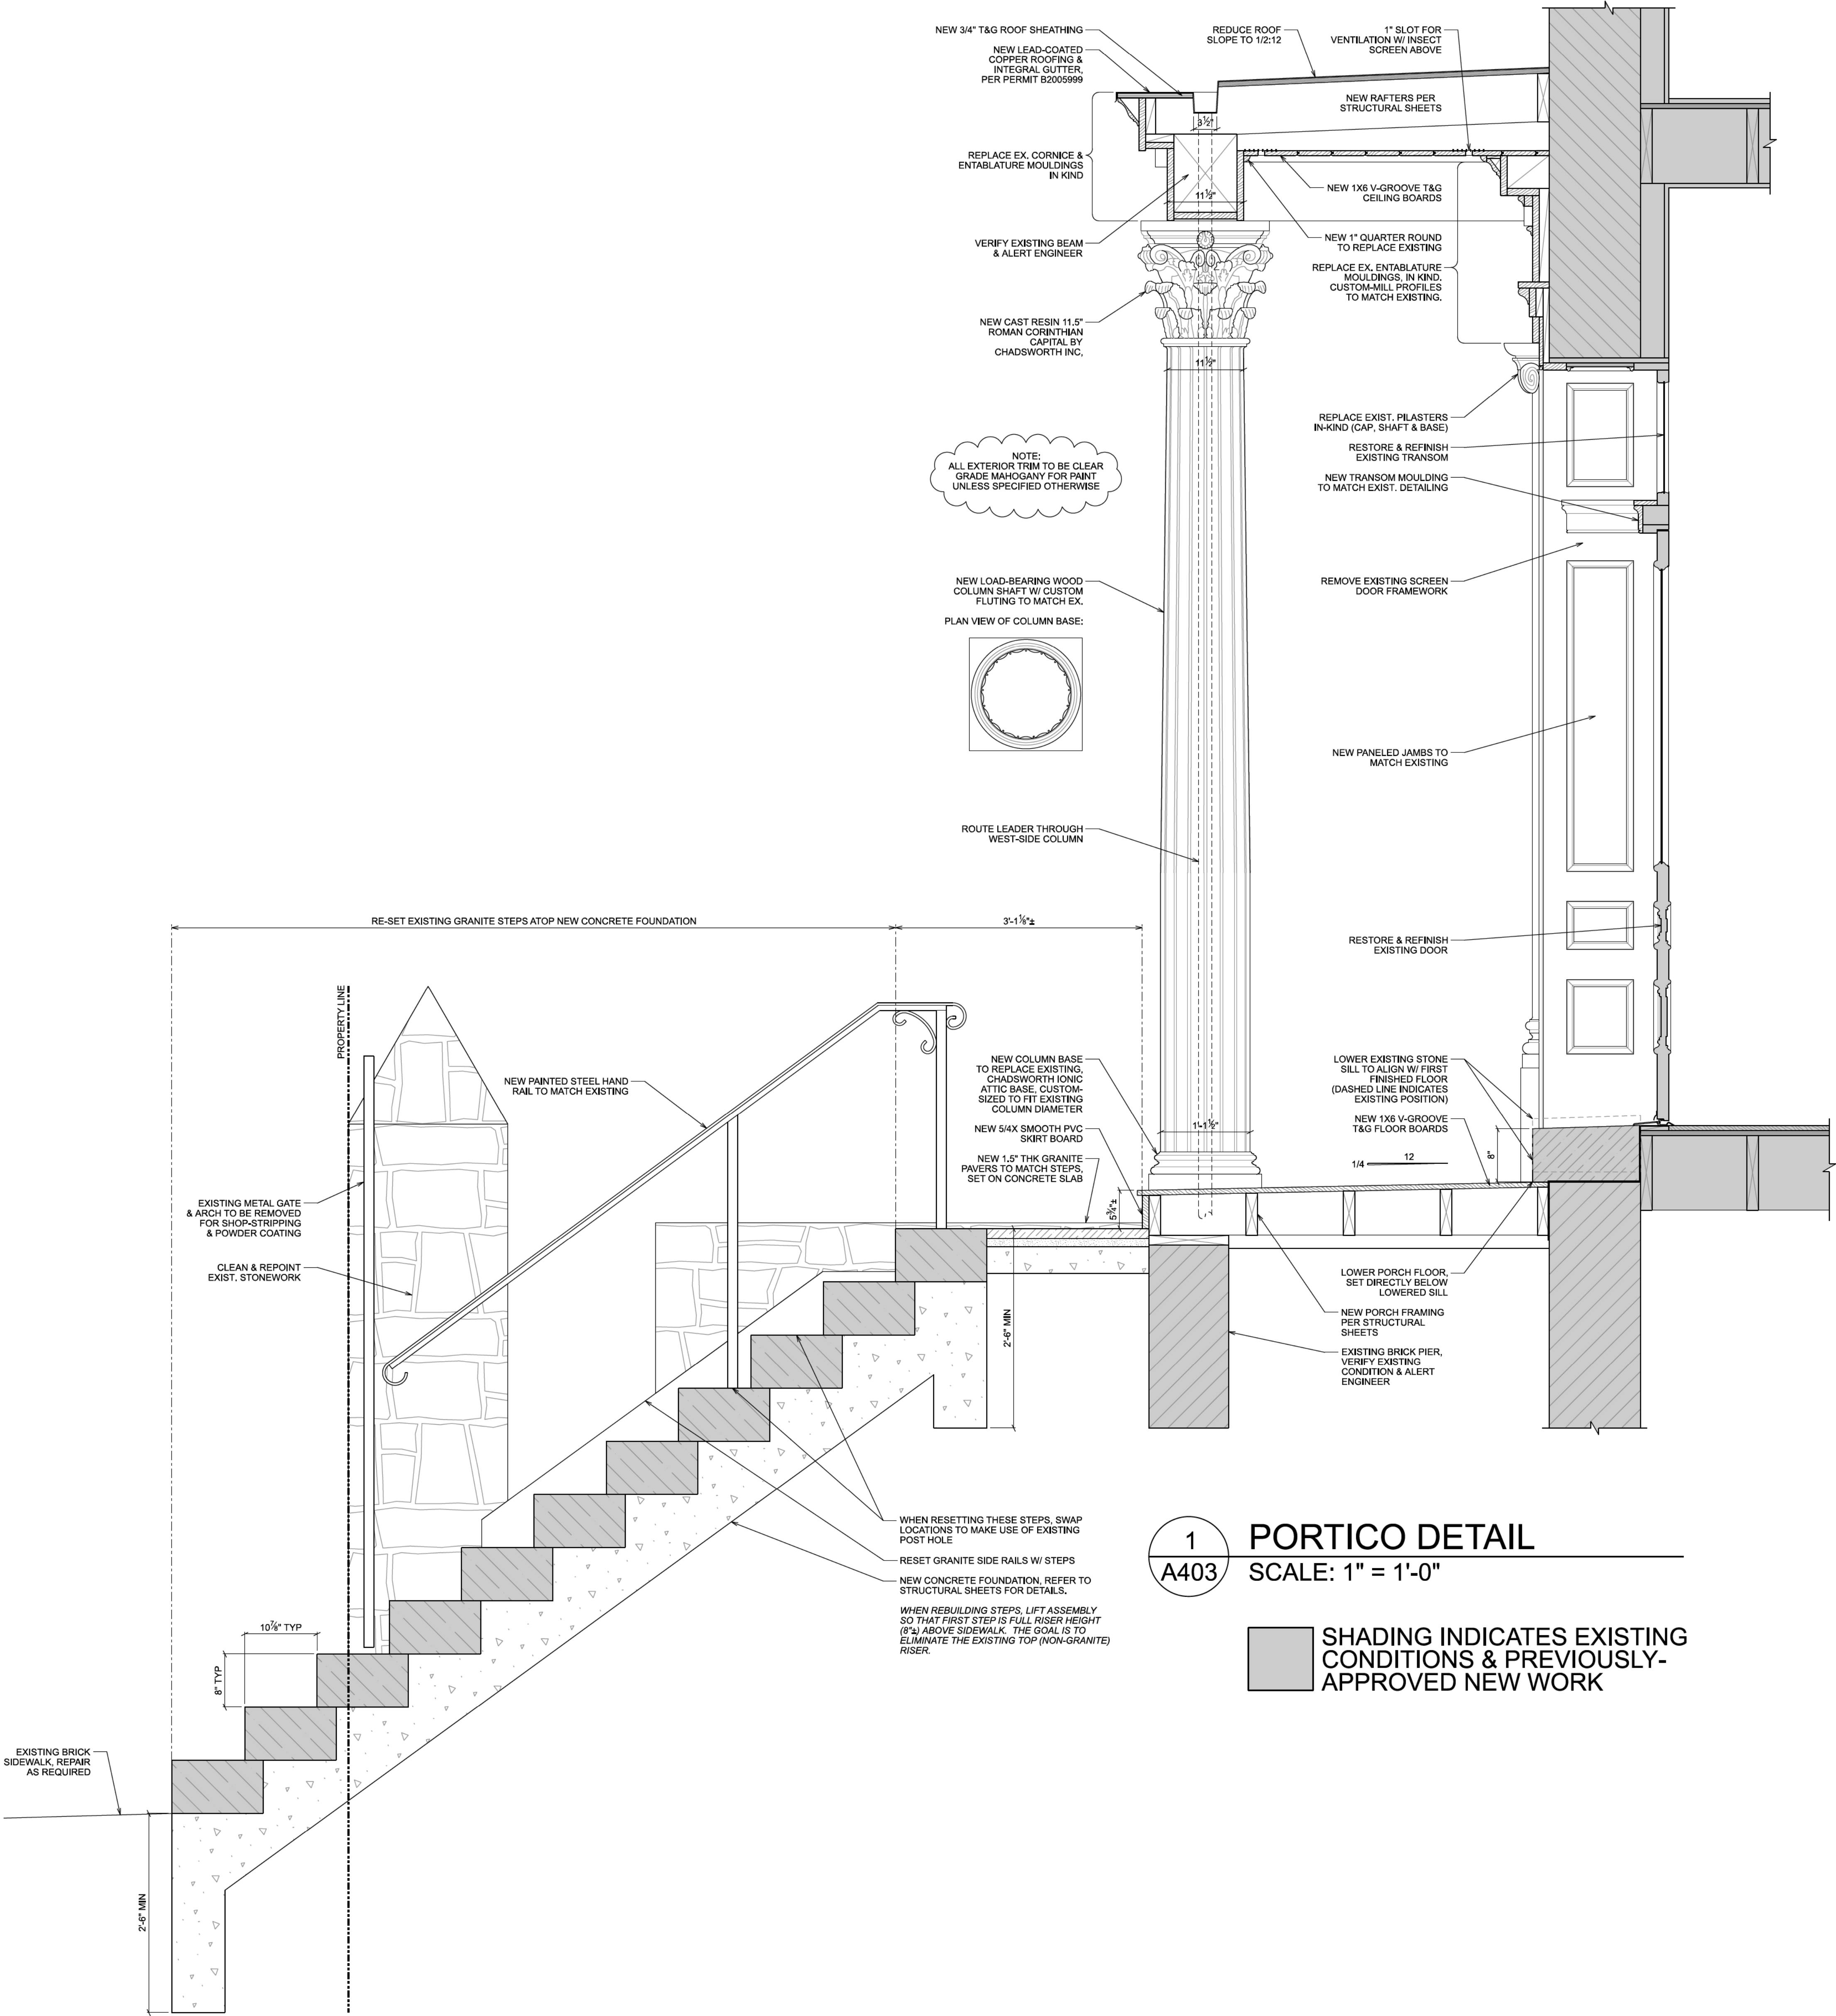 NEW 3/4" T&G ROOF SHEATHING
NEW LEAD-COATED
COPPER ROOFING &
INTEGRAL GUTTER,
PER PERMIT B2005999
REDUCE ROOF
SLOPE TO 1/2:12
1" SLOT FOR
VENTILATION W/ INSECT
SCREEN ABOVE
NEW RAFTERS PER
STRUCTURAL SHEETS
3½"
REPLACE EX. CORNICE &
ENTABLATURE MOULDINGS
IN KIND
11½"
NEW 1X6 V-GROOVE T&G
CEILING BOARDS
VERIFY EXISTING BEAM
& ALERT ENGINEER
NEW 1" QUARTER ROUND
TO REPLACE EXISTING
REPLACE EX. ENTABLATURE
MOULDINGS, IN KIND.
CUSTOM-MILL PROFILES
TO MATCH EXISTING.
NEW CAST RESIN 11.5"
ROMAN CORINTHIAN
CAPITAL BY
CHADSWORTH INC,
11½"
REPLACE EXIST. PILASTERS
IN-KIND (CAP, SHAFT & BASE)
RESTORE & REFINISH
EXISTING TRANSOM
NEW TRANSOM MOULDING
TO MATCH EXIST. DETAILING
NOTE:
ALL EXTERIOR TRIM TO BE CLEAR
GRADE MAHOGANY FOR PAINT
UNLESS SPECIFIED OTHERWISE
NEW LOAD-BEARING WOOD
COLUMN SHAFT W/ CUSTOM
FLUTING TO MATCH EX.
PLAN VIEW OF COLUMN BASE:
REMOVE EXISTING SCREEN
DOOR FRAMEWORK
NEW PANELED JAMBS TO
MATCH EXISTING
ROUTE LEADER THROUGH
WEST-SIDE COLUMN
RE-SET EXISTING GRANITE STEPS ATOP NEW CONCRETE FOUNDATION
3'-1⅛"±
RESTORE & REFINISH
EXISTING DOOR
PROPERTY LINE
NEW PAINTED STEEL HAND
RAIL TO MATCH EXISTING
NEW COLUMN BASE
TO REPLACE EXISTING,
CHADSWORTH IONIC
ATTIC BASE, CUSTOM-
SIZED TO FIT EXISTING
COLUMN DIAMETER
NEW 5/4X SMOOTH PVC
SKIRT BOARD
NEW 1.5" THK GRANITE
PAVERS TO MATCH STEPS,
SET ON CONCRETE SLAB
1'-1½"
LOWER EXISTING STONE
SILL TO ALIGN W/ FIRST
FINISHED FLOOR
(DASHED LINE INDICATES
EXISTING POSITION)
NEW 1X6 V-GROOVE
T&G FLOOR BOARDS
12
1/4
8"
5¾"±
EXISTING METAL GATE
& ARCH TO BE REMOVED
FOR SHOP-STRIPPING
& POWDER COATING
CLEAN & REPOINT
EXIST. STONEWORK
LOWER PORCH FLOOR,
SET DIRECTLY BELOW
LOWERED SILL
NEW PORCH FRAMING
PER STRUCTURAL
SHEETS
EXISTING BRICK PIER,
VERIFY EXISTING
CONDITION & ALERT
ENGINEER
2'-6" MIN
WHEN RESETTING THESE STEPS, SWAP
LOCATIONS TO MAKE USE OF EXISTING
POST HOLE
RESET GRANITE SIDE RAILS W/ STEPS
NEW CONCRETE FOUNDATION, REFER TO
STRUCTURAL SHEETS FOR DETAILS.
WHEN REBUILDING STEPS, LIFT ASSEMBLY
SO THAT FIRST STEP IS FULL RISER HEIGHT
(8"±) ABOVE SIDEWALK.  THE GOAL IS TO
ELIMINATE THE EXISTING TOP (NON-GRANITE)
RISER.
1
A403
PORTICO DETAIL
SCALE: 1" = 1'-0"
SHADING INDICATES EXISTING
CONDITIONS & PREVIOUSLY-
APPROVED NEW WORK
10⅞" TYP
8" TYP
EXISTING BRICK
SIDEWALK, REPAIR
AS REQUIRED
2'-6" MIN